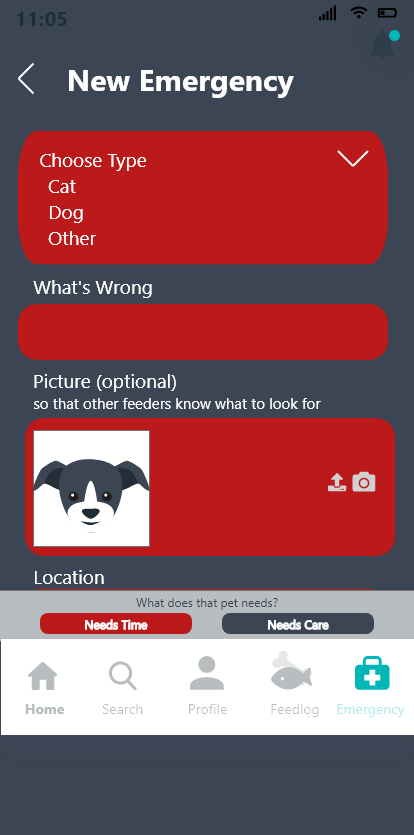 11:05
New Emergency
Choose Type
Cat
Dog
Other
What's Wrong
Picture (optional)
so that other feeders know what to look for
Location
What does that pet needs?
Needs Time
Needs Care
Home
Search
Profile
Feedlog
Emergency